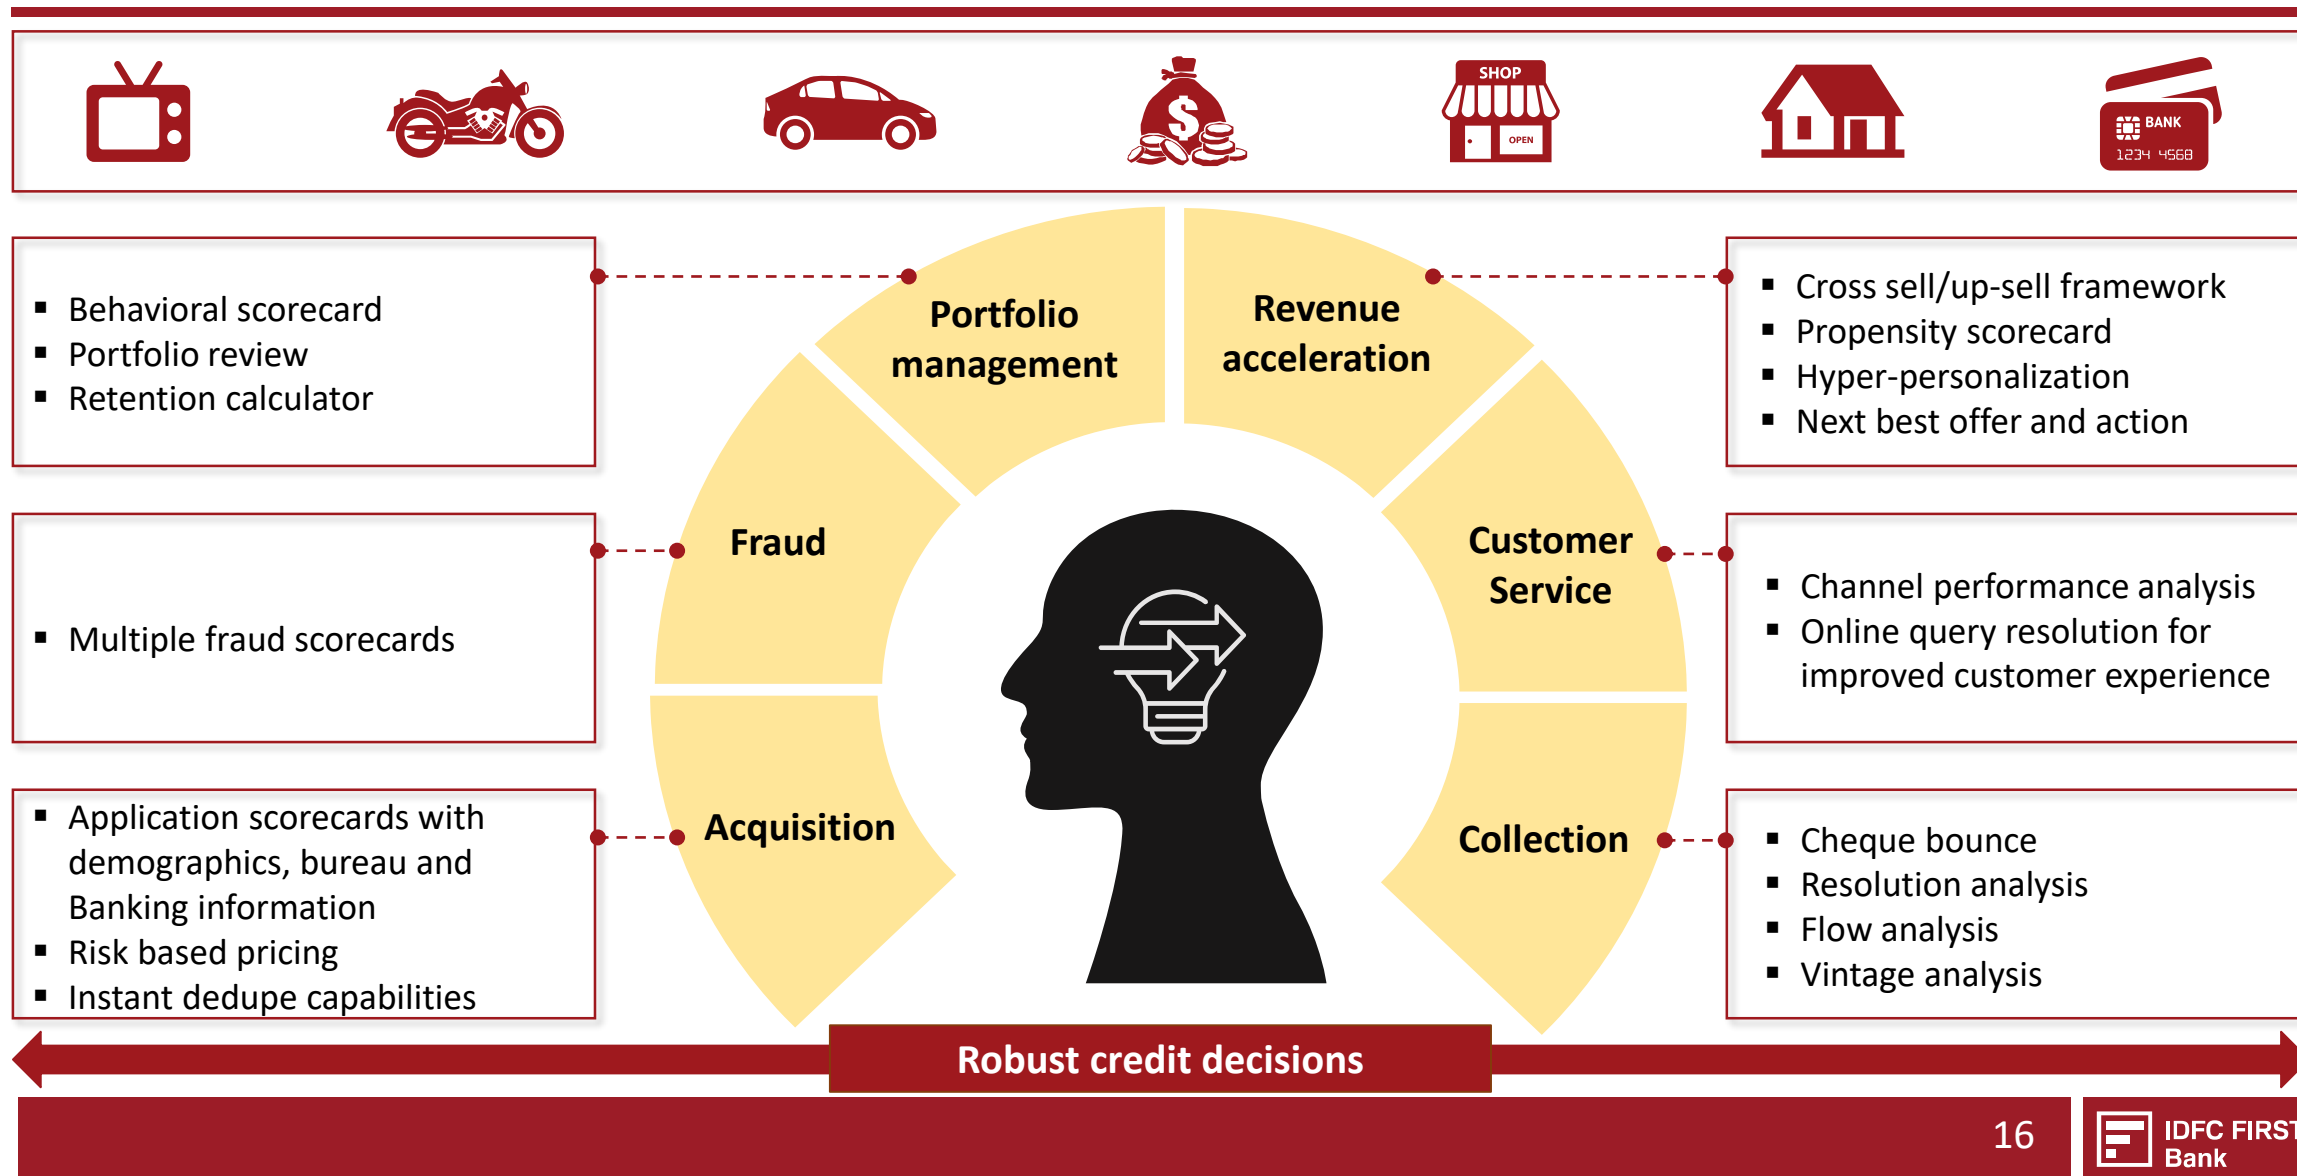 SHOP
OPEN
BANK
1234 4568
▪ Behavioral scorecard
▪ Portfolio review
▪ Retention calculator
Portfolio
management
Revenue
acceleration
▪ Cross sell/up-sell framework
▪ Propensity scorecard
▪ Hyper-personalization
▪ Next best offer and action
▪ Multiple fraud scorecards
Fraud
Customer
Service
▪ Channel performance analysis
▪ Online query resolution for
improved customer experience
▪ Application scorecards with
demographics, bureau and
Banking information
▪ Risk based pricing
▪ Instant dedupe capabilities
Acquisition
Collection
▪ Cheque bounce
▪ Resolution analysis
▪ Flow analysis
▪ Vintage analysis
Robust credit decisions
16
IDFC FIRST
Bank